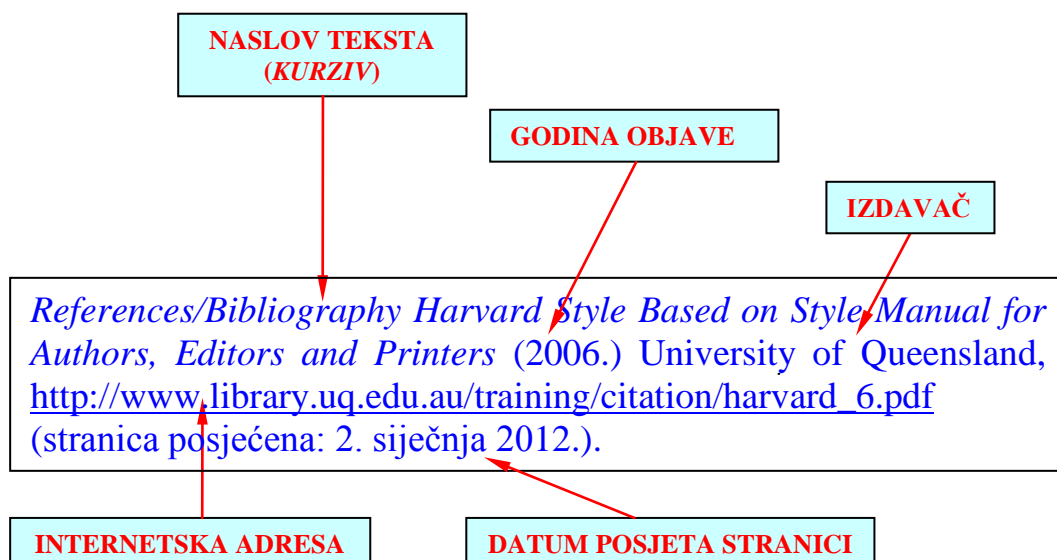 NASLOV TEKSTA
(KURZIV)
GODINA OBJAVE
IZDAVAČ
References/Bibliography Harvard Style Based on Style Manual for
Authors, Editors and Printers (2006.) University of Queensland,
http://www.library.uq.edu.au/training/citation/harvard_6.pdf
(stranica posjećena: 2. siječnja 2012.).
INTERNETSKA ADRESA
DATUM POSJETA STRANICI